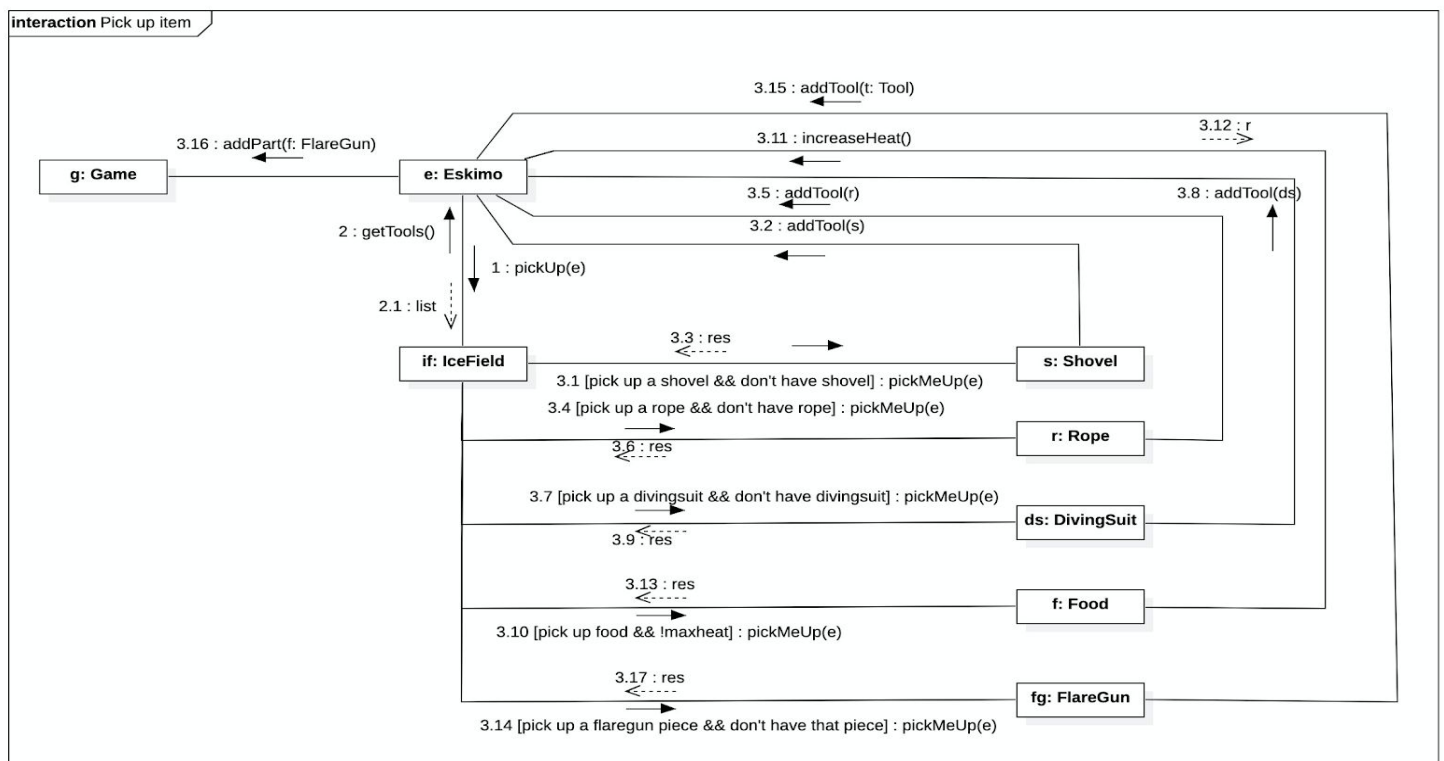 interaction Pick up item
3.15 : addTool(t: Tool)
3.12 : r
3.16 : addPart(f: FlareGun)
3.11 : increaseHeat()
g: Game
e: Eskimo
3.5 : addTool(r)
3.8 : addTool(ds)
2 : getTools()
3.2 : addTool(s)
1 : pickUp(e)
2.1 : list
3.3 : res
if: IceField
s: Shovel
3.1 [pick up a shovel && don't have shovel] : pickMeUp(e)
3.4 [pick up a rope && don't have rope] : pickMeUp(e)
r: Rope
3.6 : res
3.7 [pick up a divingsuit && don't have divingsuit] : pickMeUp(e)
ds: DivingSuit
3.9 : res
3.13 : res
f: Food
3.10 [pick up food && !maxheat] : pickMeUp(e)
3.17 : res
fg: FlareGun
3.14 [pick up a flaregun piece && don't have that piece] : pickMeUp(e)